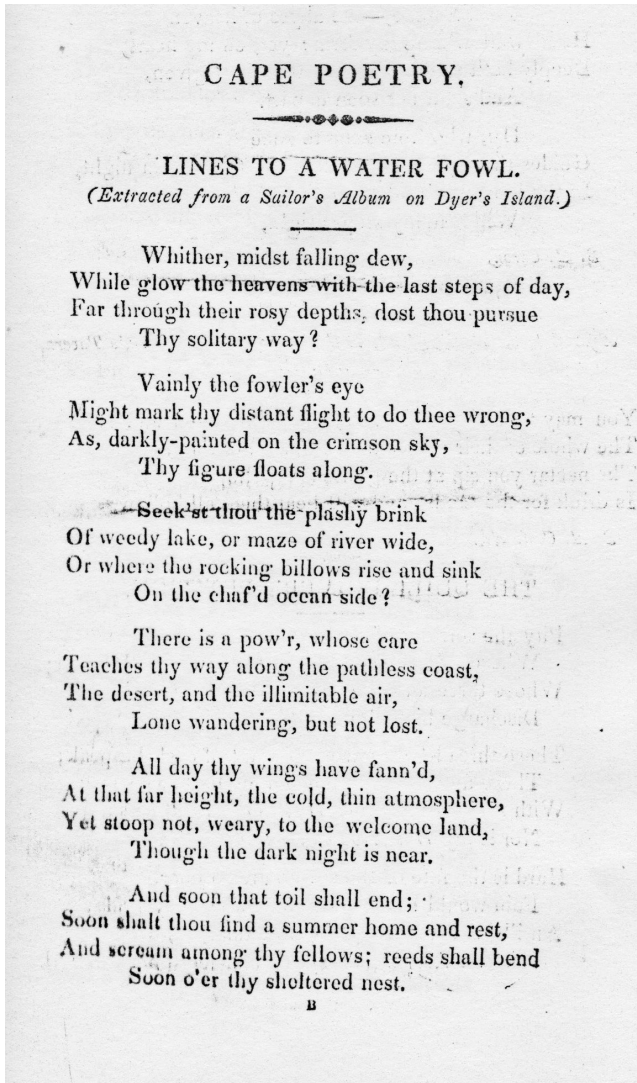 CAPE POETRY.
LINES TO A WATER FOWL.
(Extracted from a Sailor's Album on Dyer's Island.)
Whither, midst falling dew,
While glow the heavens with the last steps of day,
Far through their rosy depths, dost thou pursue
Thy solitary way?
Vainly the fowler's eye
Might mark thy distant flight to do thee wrong,
As, darkly-painted on the crimson sky,
Thy figure floats along.
Seek'st thou the plashy brink
Of weedy lake, or maze of river wide,
Or where the rocking billows rise and sink
On the chaf'd ocean side?
There is a pow'r, whose care
Teaches thy way along the pathless coast,
The desert, and the illimitable air,
Lone wandering, but not lost.
All day thy wings have fann'd,
At that far height, the cold, thin atmosphere,
Yet stoop not, weary, to the welcome land,
Though the dark night is near.
And soon that toil shall end;
Soon shalt thou find a summer home and rest,
And scream among thy fellows; reeds shall bend
Soon o'er thy sheltered nest.
B